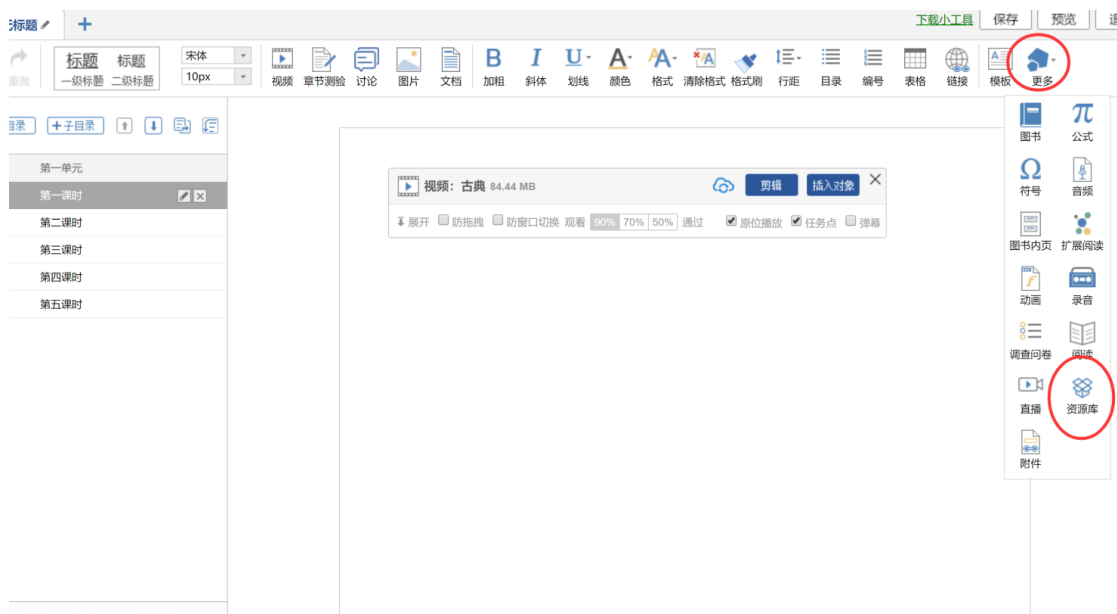 无标题
下载小工具 保存 预览
重做 标题 标题 一级标题 二级标题 宋体 10px 视频 章节测验 讨论 图片 文档 B 加粗 I 斜体 U 划线 A 颜色 格式 清除格式 格式刷 行距 目录 编号 表格 链接 模板 更多
目录 +子目录
第一单元
第一课时
第二课时
第三课时
第四课时
第五课时
视频：古典 84.44 MB 剪辑 插入对象
展开 防拖拽 防窗口切换 观看 90% 70% 50% 通过 原位播放 任务点 弹幕
图书 公式
符号 音频
图书内页 扩展阅读
动画 录音
调查问卷 阅读
直播 资源库
附件